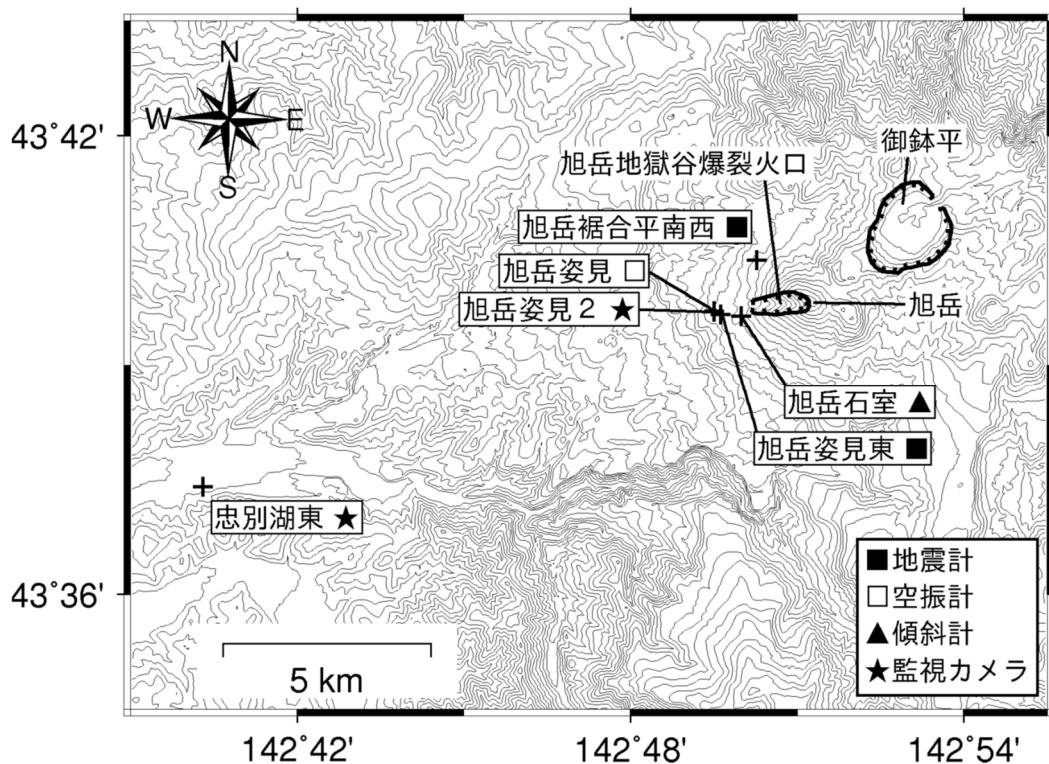 N
W
E
S
43°42'
御鉢平
旭岳地獄谷爆裂火口
旭岳裾合平南西 ■
旭岳姿見 □
旭岳姿見2 ★
旭岳
旭岳石室 ▲
旭岳姿見東 ■
忠別湖東 ★
■地震計
□空振計
▲傾斜計
★監視カメラ
43°36'
5 km
142°42'
142°48'
142°54'